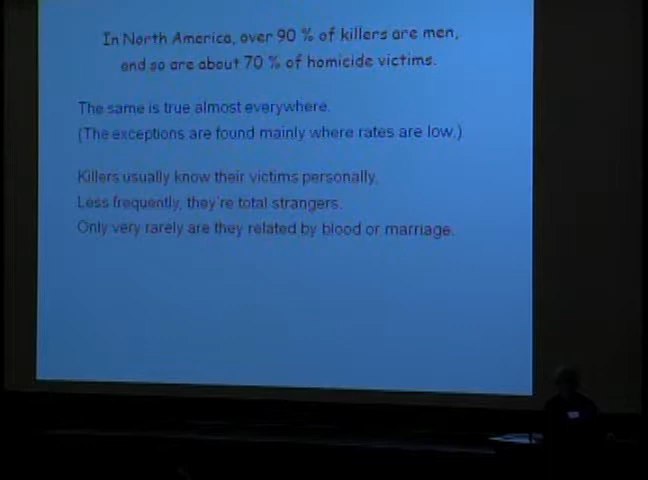 In North America, over 90 % of killers are men,
and so are about 70 % of homicide victims.
The same is true almost everywhere.
(The exceptions are found mainly where rates are low.)
Killers usually know their victims personally.
Less frequently, they're total strangers.
Only very rarely are they related by blood or marriage.